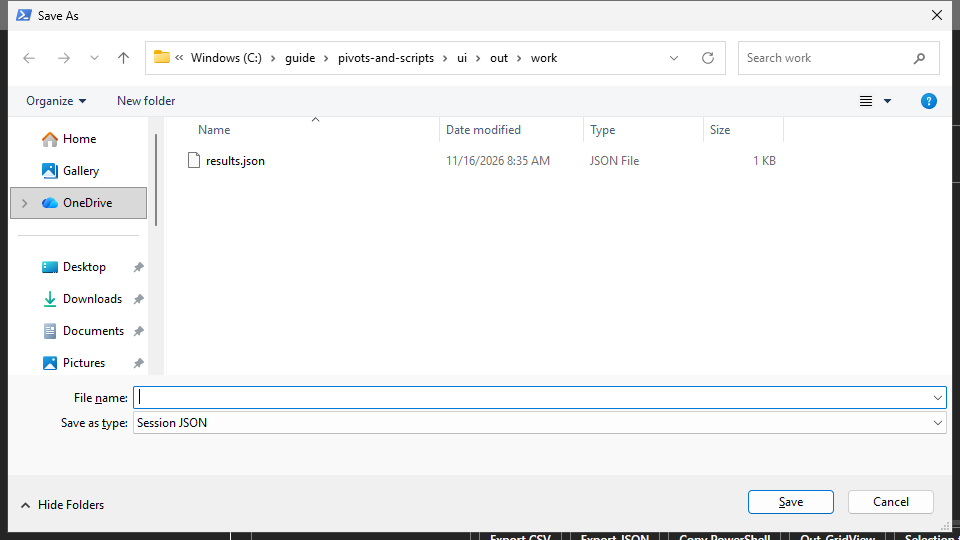 Save As
Windows (C:) guide pivots-and-scripts ui out work
Search work
Organize New folder
Name Date modified Type Size
Home
results.json 11/16/2026 8:35 AM JSON File 1 KB
Gallery
OneDrive
Desktop
Downloads
Documents
Pictures
File name:
Save as type: Session JSON
Hide Folders Save Cancel
Export CSV Export JSON Copy PowerShell Out-GridView Selection